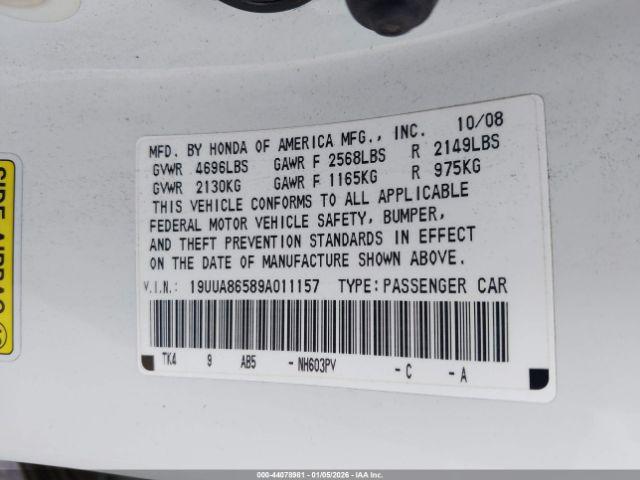 MFD. BY HONDA OF AMERICA MFG., INC. 10/08
GVWR 4696LBS GAWR F 2568LBS R 2149LBS
GVWR 2130KG GAWR F 1165KG R 975KG
THIS VEHICLE CONFORMS TO ALL APPLICABLE
FEDERAL MOTOR VEHICLE SAFETY, BUMPER,
AND THEFT PREVENTION STANDARDS IN EFFECT
ON THE DATE OF MANUFACTURE SHOWN ABOVE.
V.I.N.: 19UUA86589A011157 TYPE: PASSENGER CAR
TK4 9 AB5 -NH603PV -C -A
SIDE AIRBAG
000-44078981 - 01/05/2026 - IAA Inc.